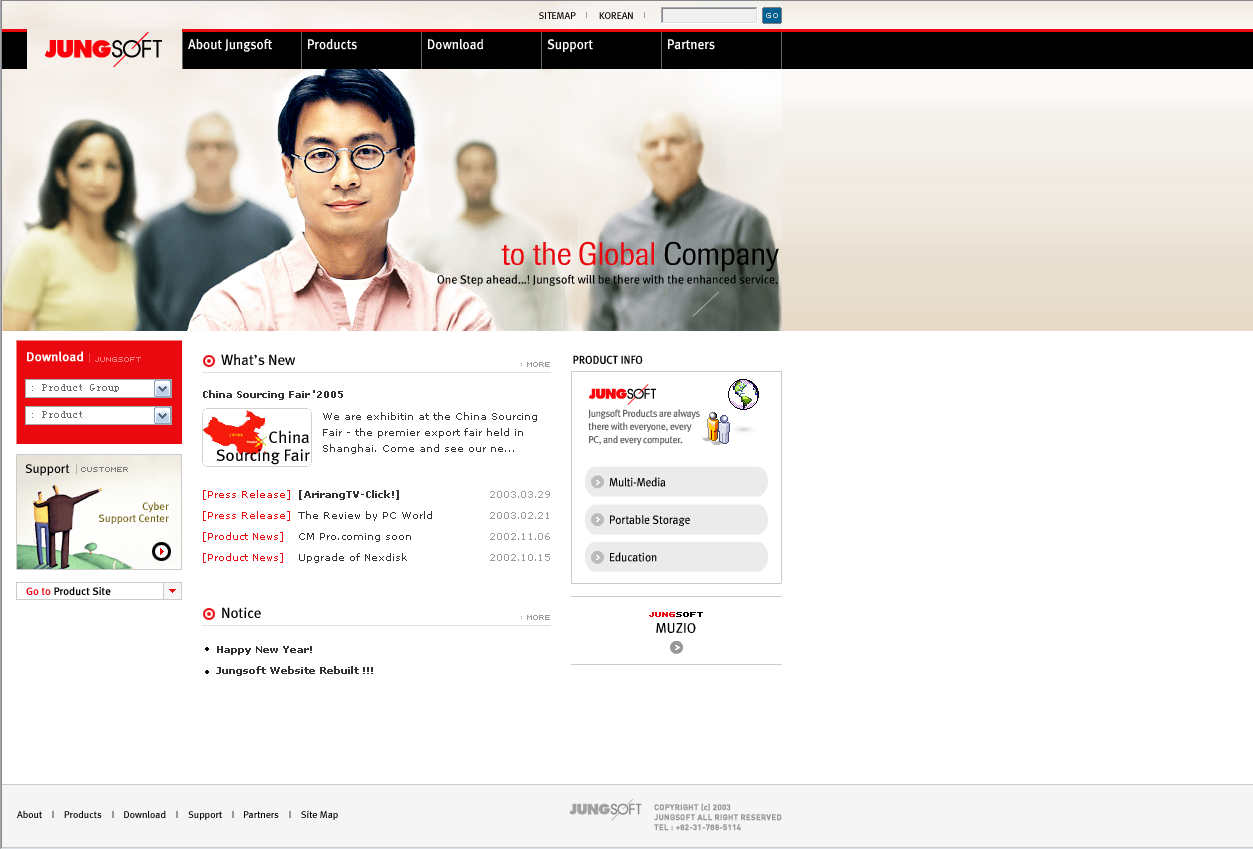 SITEMAP
KOREAN
GO
JUNGSOFT
About Jungsoft
Products
Download
Support
Partners
to the Global Company
One Step ahead...! Jungsoft will be there with the enhanced service.
Download | JUNGSOFT
: Product Group
: Product
Support | CUSTOMER
Cyber
Support Center
Go to Product Site
What's New
: MORE
China Sourcing Fair '2005
China
Sourcing Fair
We are exhibitin at the China Sourcing
Fair - the premier export fair held in
Shanghai. Come and see our ne...
[Press Release] [ArirangTV-Click!] 2003.03.29
[Press Release] The Review by PC World 2003.02.21
[Product News] CM Pro.coming soon 2002.11.06
[Product News] Upgrade of Nexdisk 2002.10.15
Notice
: MORE
• Happy New Year!
• Jungsoft Website Rebuilt !!!
PRODUCT INFO
JUNGSOFT
Jungsoft Products are always
there with everyone, every
PC, and every computer.
Multi-Media
Portable Storage
Education
JUNGSOFT
MUZIO
About | Products | Download | Support | Partners | Site Map
JUNGSOFT
COPYRIGHT (c) 2003
JUNGSOFT ALL RIGHT RESERVED
TEL : +82-31-788-5114